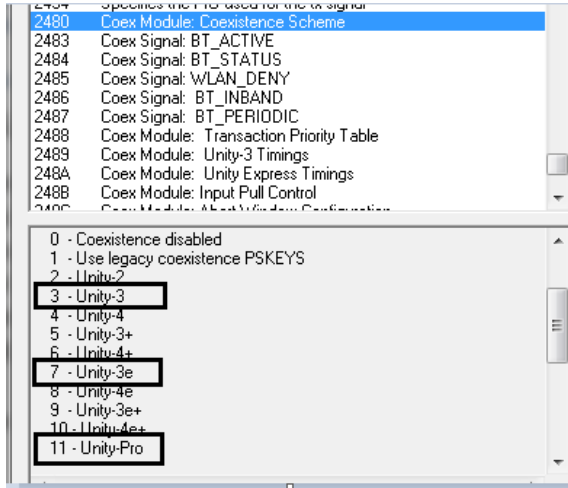 2480 Coex Module: Coexistence Scheme
2483 Coex Signal: BT_ACTIVE
2484 Coex Signal: BT_STATUS
2485 Coex Signal: WLAN_DENY
2486 Coex Signal: BT_INBAND
2487 Coex Signal: BT_PERIODIC
2488 Coex Module: Transaction Priority Table
2489 Coex Module: Unity-3 Timings
248A Coex Module: Unity Express Timings
248B Coex Module: Input Pull Control
0 - Coexistence disabled
1 - Use legacy coexistence PSKEYS
2 - Unity-2
3 - Unity-3
4 - Unity-4
5 - Unity-3+
6 - Unity-4+
7 - Unity-3e
8 - Unity-4e
9 - Unity-3e+
10 - Unity-4e+
11 - Unity-Pro